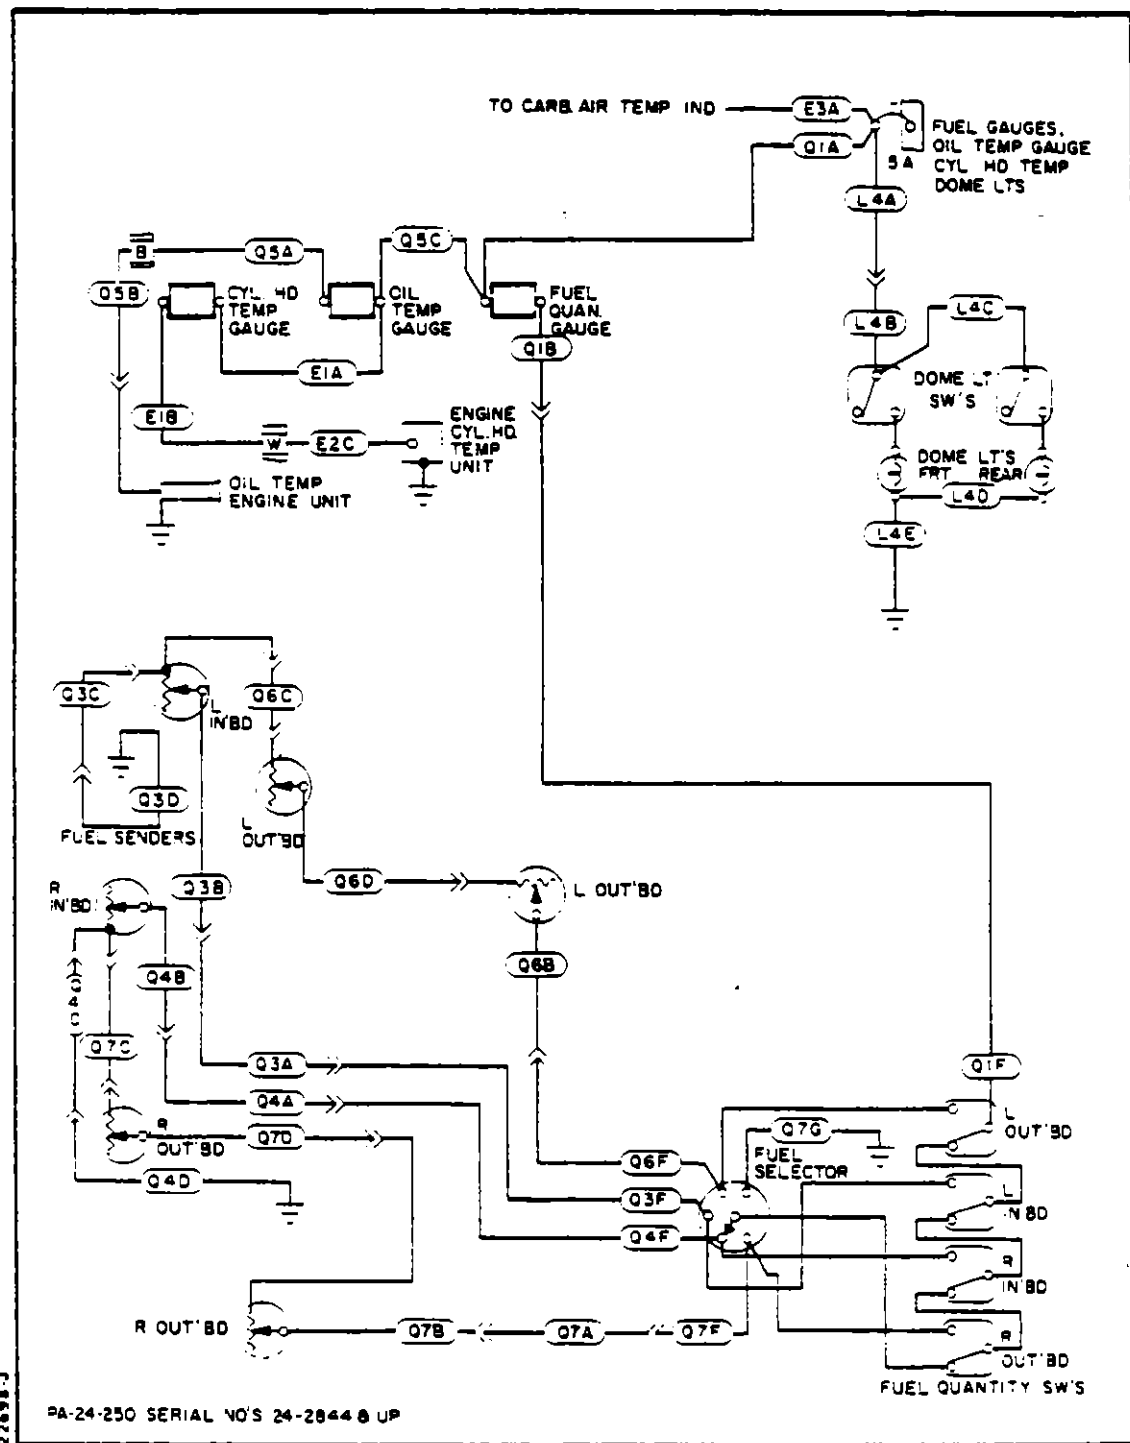 TO CARB. AIR TEMP IND
E3A
Q1A
5A
FUEL GAUGES,
OIL TEMP GAUGE
CYL HD TEMP
DOME LTS
L4A
Q5C
B
Q5A
Q5B
CYL. HD
TEMP
GAUGE
OIL
TEMP
GAUGE
FUEL
QUAN.
GAUGE
Q1B
L4B
L4C
E1A
DOME LT
SW'S
E1B
W
E2C
ENGINE
CYL. HD.
TEMP
UNIT
DOME LT'S
FRT REAR
L4D
OIL TEMP
ENGINE UNIT
L4E
Q3C
L
IN'BD
Q6C
Q3D
FUEL SENDERS
L
OUT'BD
Q6D
L OUT'BD
R
IN'BD
Q3B
Q4B
Q6B
Q4C
Q7C
Q3A
Q1F
Q4A
R
OUT'BD
Q7D
Q7G
L
OUT'BD
FUEL
SELECTOR
Q6F
Q4D
Q3F
L
IN'BD
Q4F
R
IN'BD
R OUT'BD
Q7B
Q7A
Q7F
R
OUT'BD
FUEL QUANTITY SW'S
PA-24-250 SERIAL NO'S 24-2844 & UP